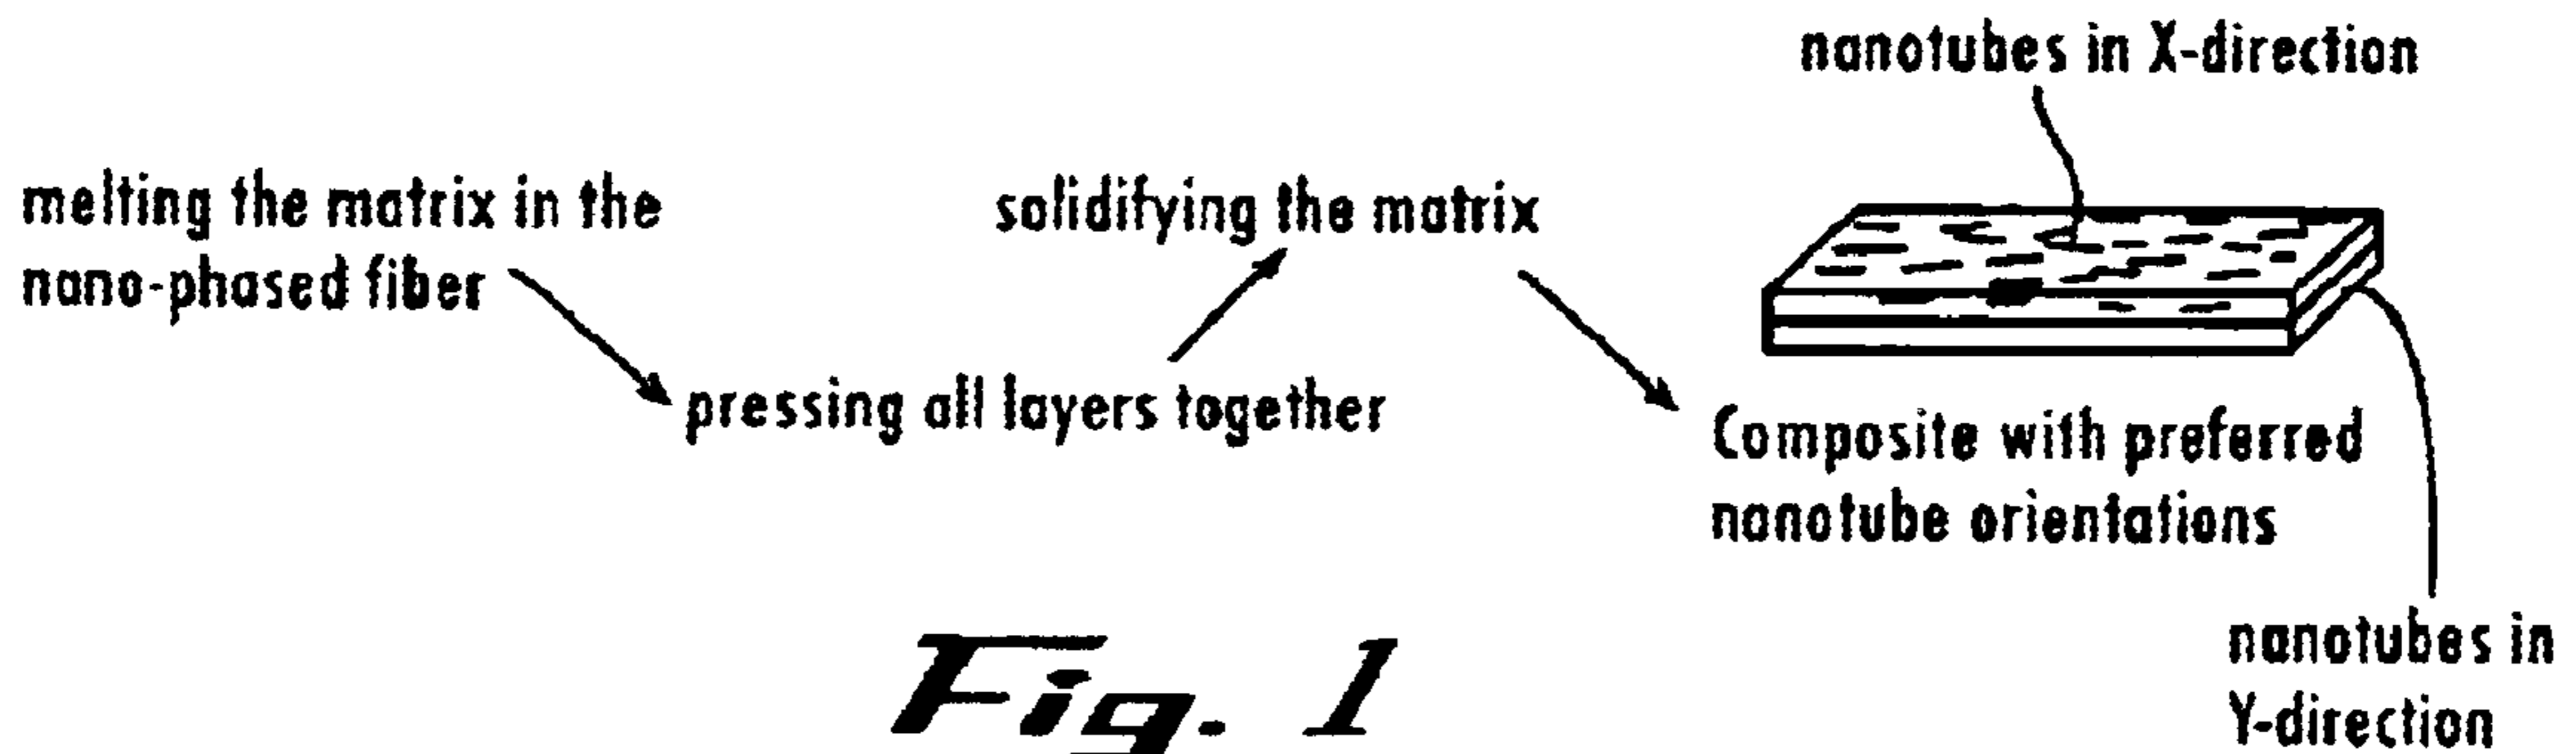 nanotubes in X-direction
melting the matrix in the
nano-phased fiber
solidifying the matrix
pressing all layers together
Composite with preferred
nanotube orientations
nanotubes in
Y-direction
Fig. 1